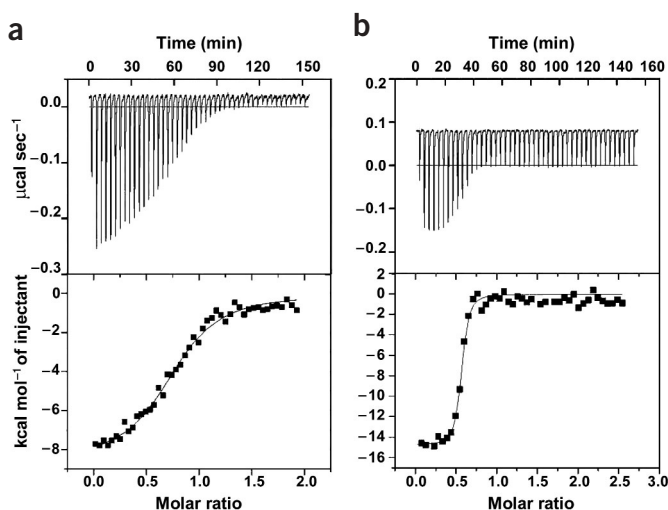 a
Time (min)
0 30 60 90 120 150
0.0
−0.1
−0.2
−0.3
µcal sec−1
0
−2
−4
−6
−8
kcal mol−1 of injectant
0.0 0.5 1.0 1.5 2.0
Molar ratio
b
Time (min)
0 20 40 60 80 100 120 140 160
0.2
0.1
0.0
−0.1
−0.2
2
0
−2
−4
−6
−8
−10
−12
−14
−16
0.0 0.5 1.0 1.5 2.0 2.5 3.0
Molar ratio